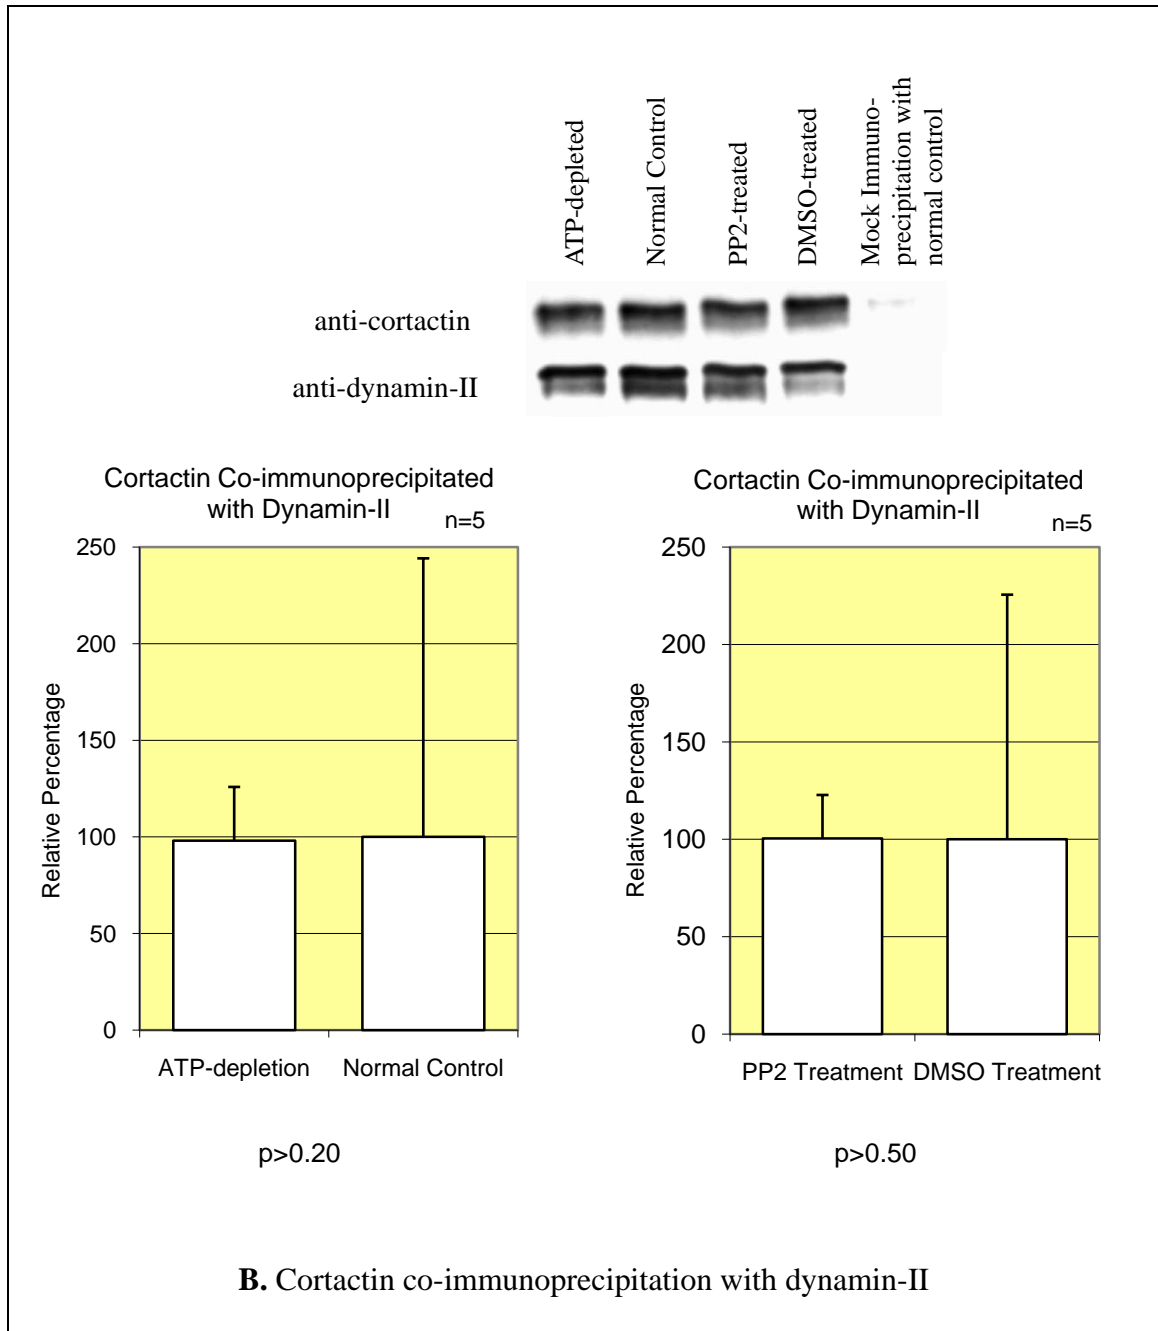 ATP-depleted
Normal Control
PP2-treated
DMSO-treated
Mock Immuno-
precipitation with
normal control
anti-cortactin
anti-dynamin-II
Cortactin Co-immunoprecipitated
with Dynamin-II
n=5
250
200
150
100
50
0
Relative Percentage
ATP-depletion
Normal Control
p>0.20
Cortactin Co-immunoprecipitated
with Dynamin-II
n=5
250
200
150
100
50
0
Relative Percentage
PP2 Treatment
DMSO Treatment
p>0.50
B. Cortactin co-immunoprecipitation with dynamin-II